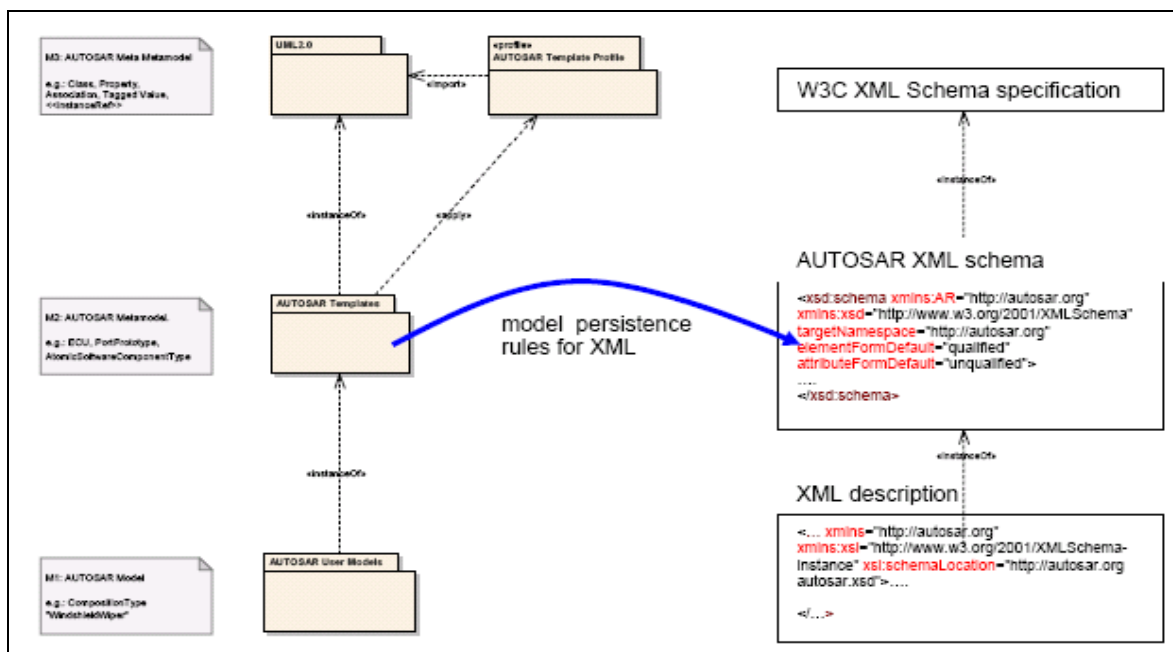 M3: AUTOSAR Meta Metamodel
e.g.: Class, Property,
Association, Tagged Value,
<<InstanceRef>>
UML2.0
«profile»
AUTOSAR Template Profile
«import»
W3C XML Schema specification
«instanceOf»
«instanceOf»
«apply»
M2: AUTOSAR Metamodel.
e.g.: ECU, PortPrototype,
AtomicSoftwareComponentType
AUTOSAR Templates
model persistence
rules for XML
AUTOSAR XML schema
<xsd:schema xmlns:AR="http://autosar.org"
xmlns:xsd="http://www.w3.org/2001/XMLSchema"
targetNamespace="http://autosar.org"
elementFormDefault="qualified"
attributeFormDefault="unqualified">
....
</xsd:schema>
«instanceOf»
«instanceOf»
M1: AUTOSAR Model
e.g.: CompositionType
"WindshieldWiper"
AUTOSAR User Models
XML description
<... xmlns="http://autosar.org"
xmlns:xsi="http://www.w3.org/2001/XMLSchema-
instance" xsi:schemaLocation="http://autosar.org
autosar.xsd">....
</...>